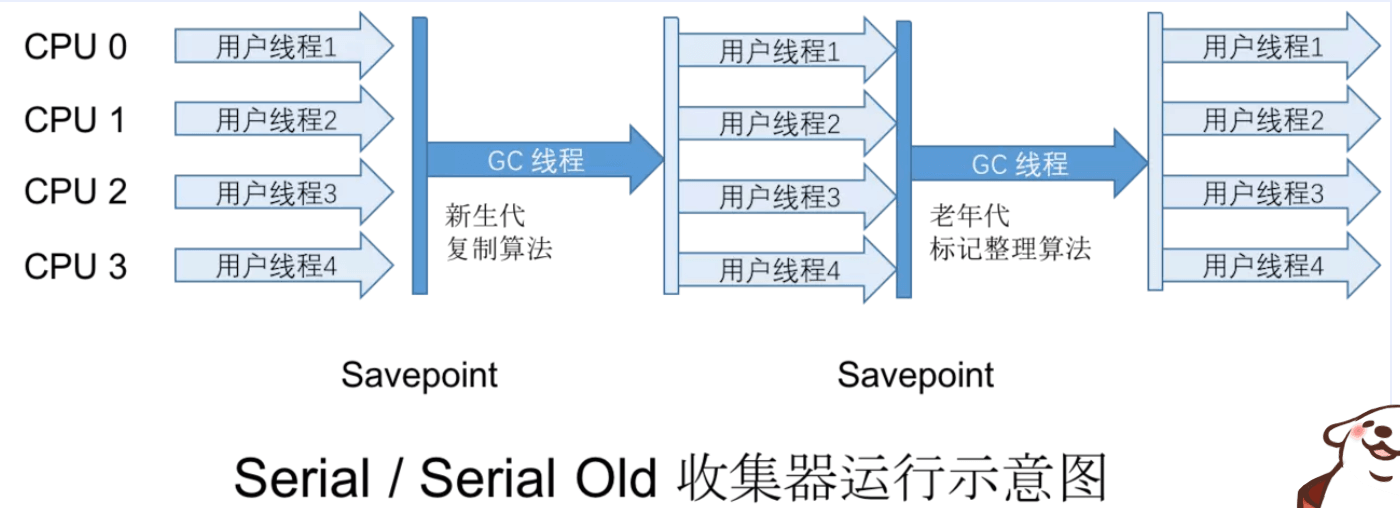 CPU 0 用户线程1 用户线程1 用户线程1
CPU 1 用户线程2 用户线程2 用户线程2
GC 线程 GC 线程
CPU 2 用户线程3 用户线程3 用户线程3
新生代 老年代
复制算法 标记整理算法
CPU 3 用户线程4 用户线程4 用户线程4
Savepoint Savepoint
Serial / Serial Old 收集器运行示意图